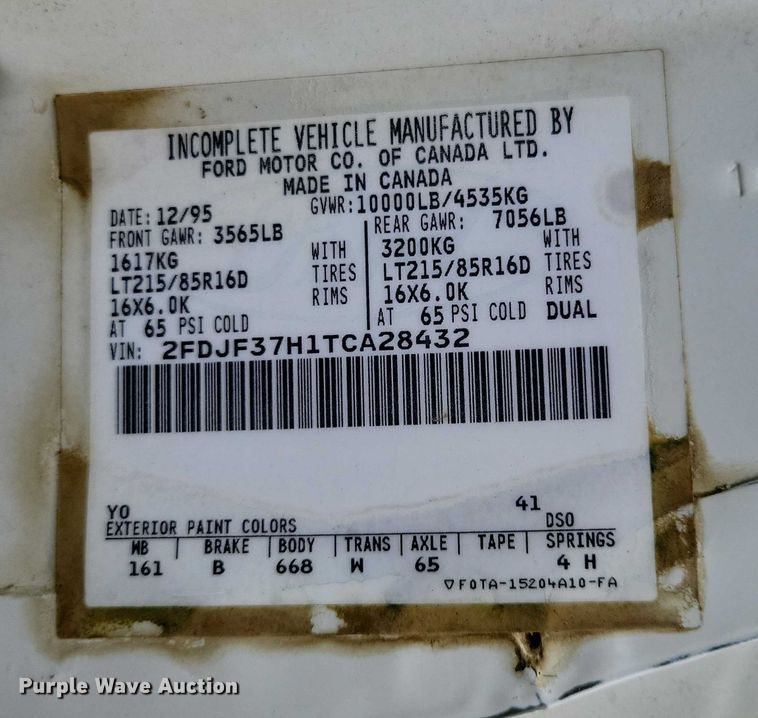 INCOMPLETE VEHICLE MANUFACTURED BY
FORD MOTOR CO. OF CANADA LTD.
MADE IN CANADA
DATE: 12/95 GVWR: 10000LB/4535KG
FRONT GAWR: 3565LB REAR GAWR: 7056LB
1617KG WITH 3200KG WITH
LT215/85R16D TIRES LT215/85R16D TIRES
16X6.0K RIMS 16X6.0K RIMS
AT 65 PSI COLD AT 65 PSI COLD DUAL
VIN: 2FDJF37H1TCA28432
YO 41
EXTERIOR PAINT COLORS DSO
WB | BRAKE | BODY | TRANS | AXLE | TAPE | SPRINGS
161 B 668 W 65 4 H
▽F0TA-15204A10-FA
Purple Wave Auction